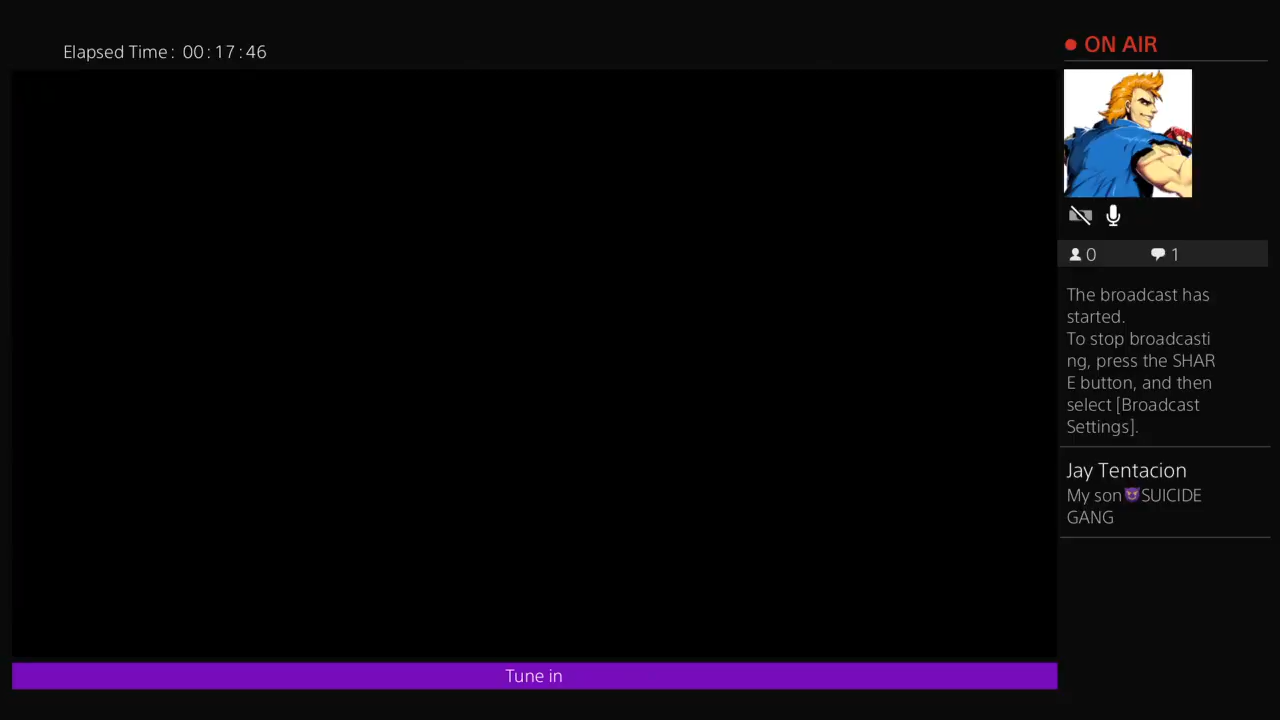 Elapsed Time: 00:17:46
ON AIR
0 1
The broadcast has
started.
To stop broadcasti
ng, press the SHAR
E button, and then
select [Broadcast
Settings].
Jay Tentacion
My son😈SUICIDE
GANG
Tune in